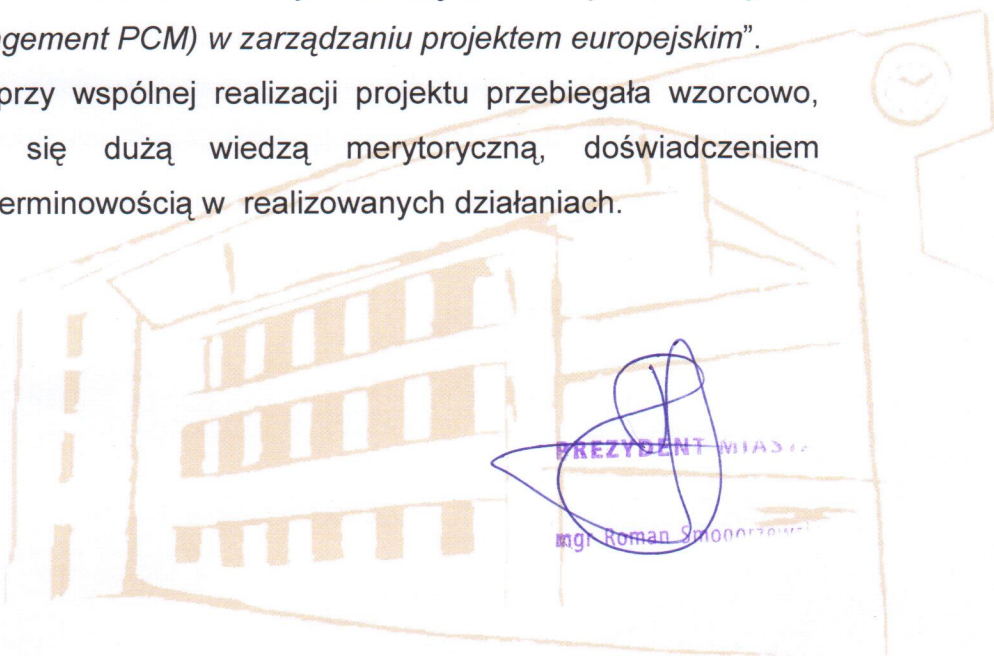 agement PCM) w zarządzaniu projektem europejskim”.
przy wspólnej realizacji projektu przebiegała wzorcowo,
się dużą wiedzą merytoryczną, doświadczeniem
erminowością w realizowanych działaniach.
PREZYDENT MIASTA
mgr Roman